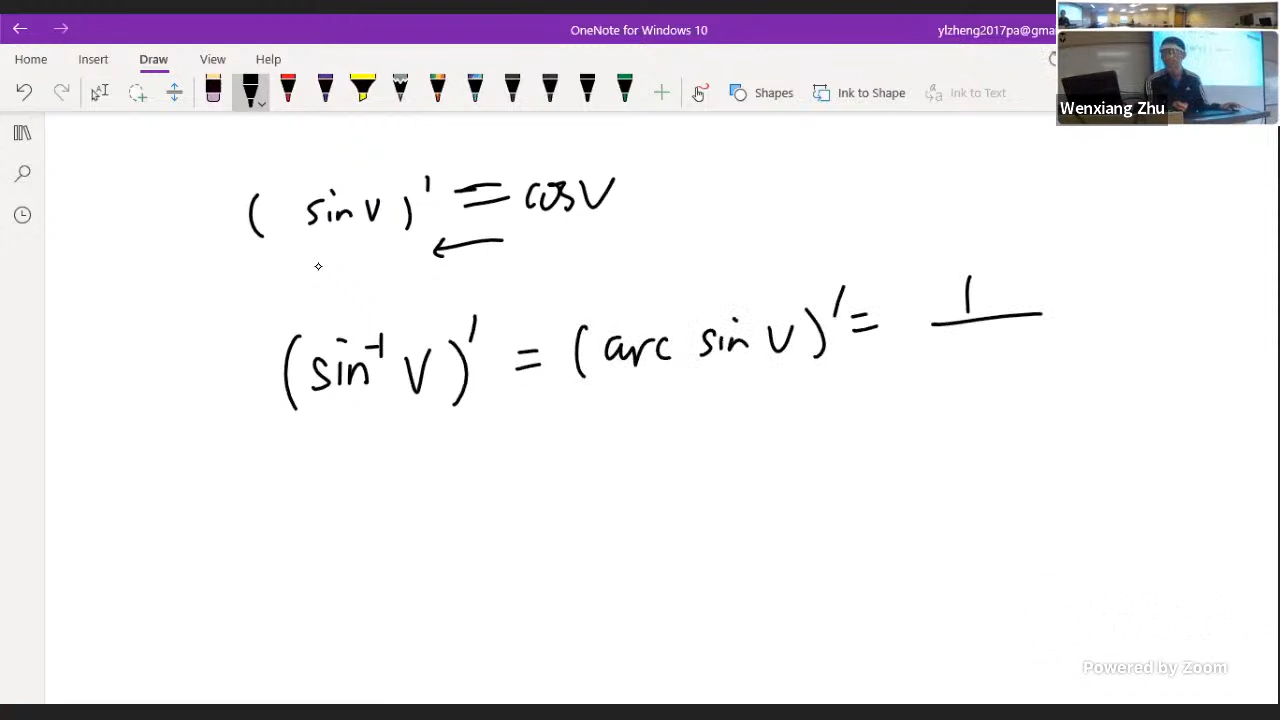 OneNote for Windows 10
ylzheng2017pa@gma
Home Insert Draw View Help
Shapes Ink to Shape Ink to Text
Wenxiang Zhu
( sin v )' = cos v
←
(sin⁻¹ v)' = (arc sin v)' = 1/
Powered by Zoom